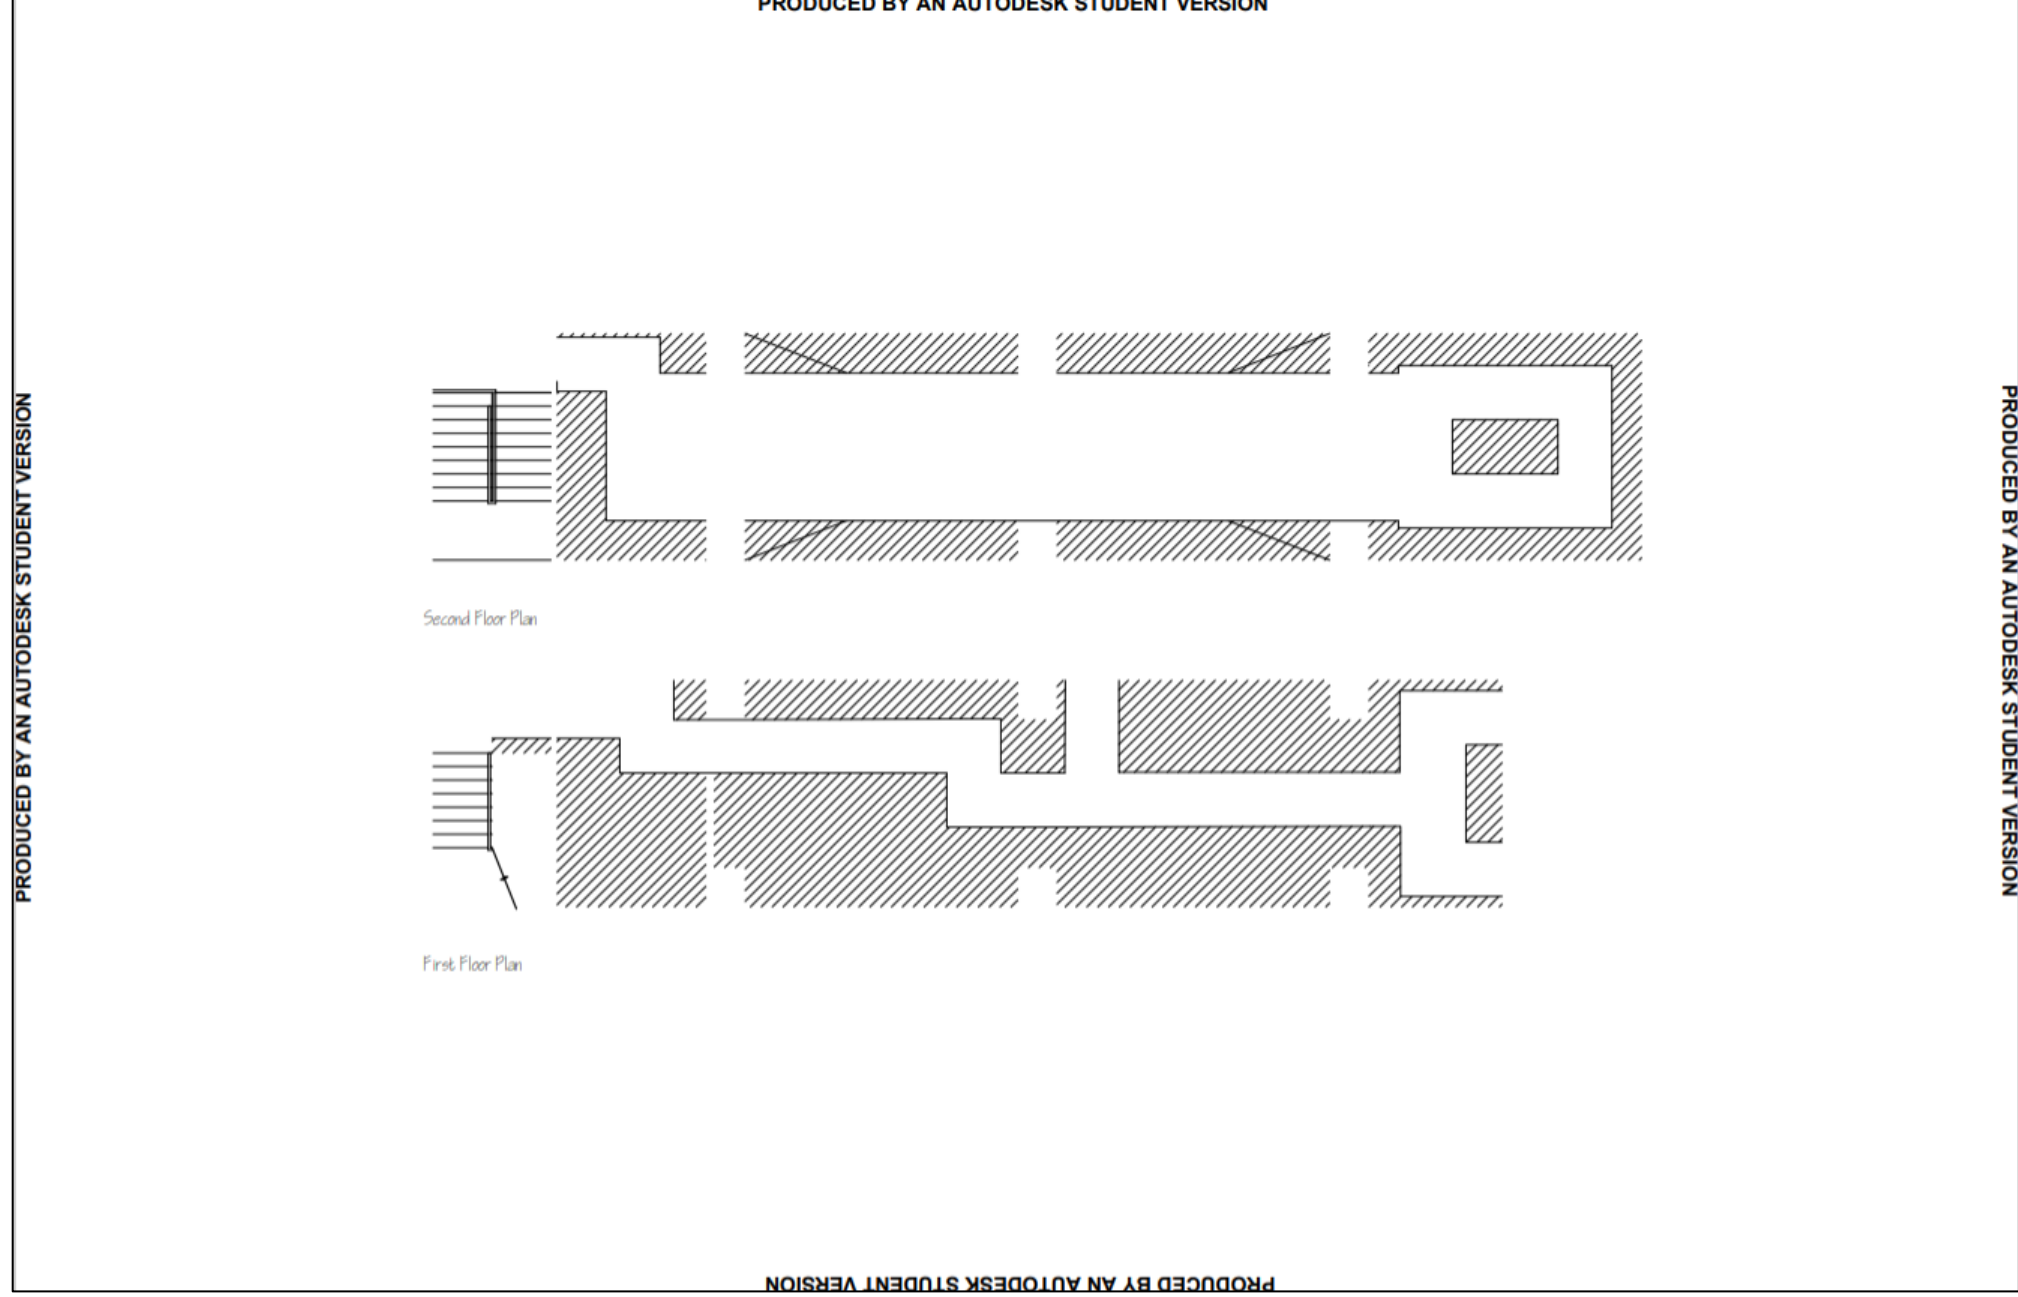 PRODUCED BY AN AUTODESK STUDENT VERSION
PRODUCED BY AN AUTODESK STUDENT VERSION
PRODUCED BY AN AUTODESK STUDENT VERSION
Second Floor Plan
First Floor Plan
PRODUCED BY AN AUTODESK STUDENT VERSION